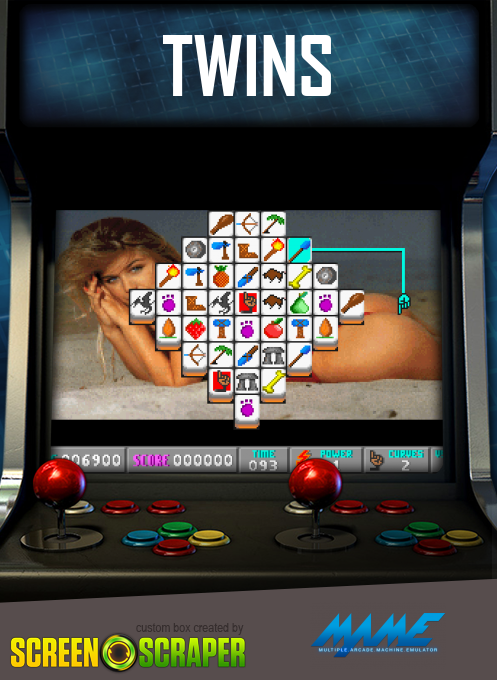 TWINS
006900 SCORE 000000 TIME 093 POWER CURVES 2
custom box created by
SCREEN SCRAPER
MAME
MULTIPLE ARCADE MACHINE EMULATOR